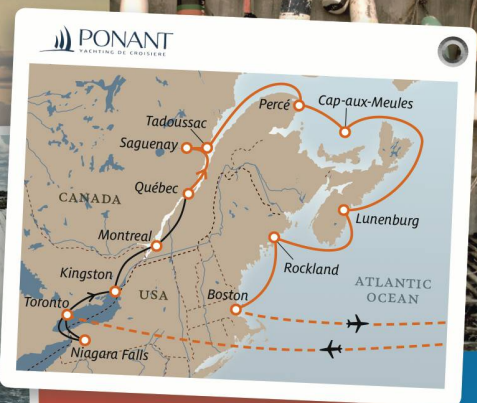 PONANT
YACHTING DE CROISIÈRE
Percé
Cap-aux-Meules
Tadoussac
Saguenay
Québec
CANADA
Lunenburg
Montreal
Rockland
Kingston
USA
ATLANTIC
OCEAN
Toronto
Boston
Niagara Falls